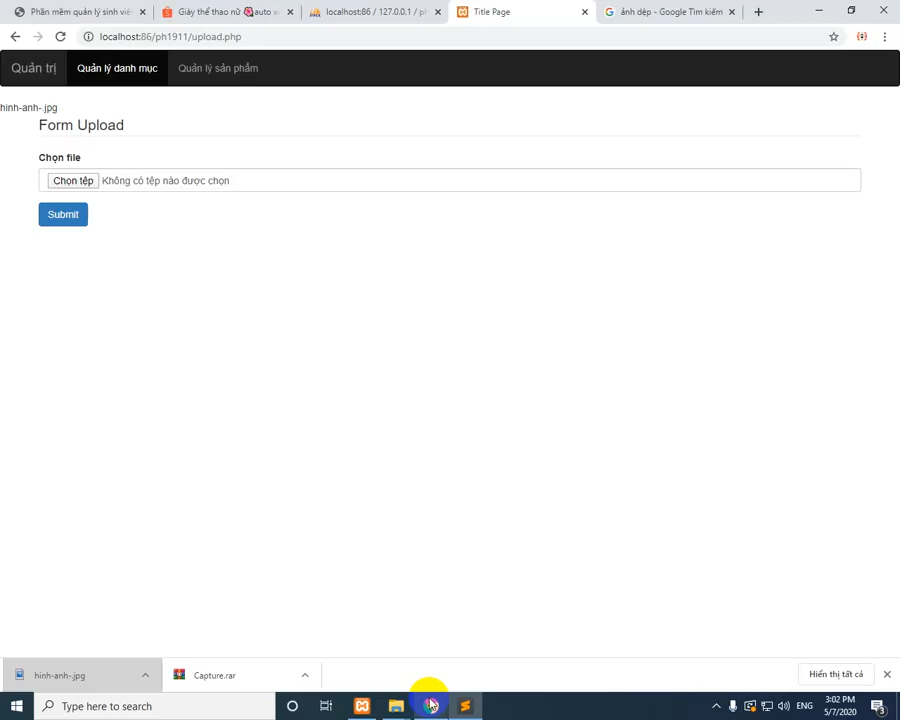 Phần mềm quản lý sinh viê
Giày thể thao nữ auto x
localhost:86 / 127.0.0.1 / ph
Title Page
ảnh đẹp - Google Tìm kiếm
localhost:86/ph1911/upload.php
Quản trị
Quản lý danh mục
Quản lý sản phẩm
hinh-anh-.jpg
Form Upload
Chọn file
Chọn tệp Không có tệp nào được chọn
Submit
hinh-anh-.jpg
Capture.rar
Hiển thị tất cả
Type here to search
ENG
3:02 PM
5/7/2020
3